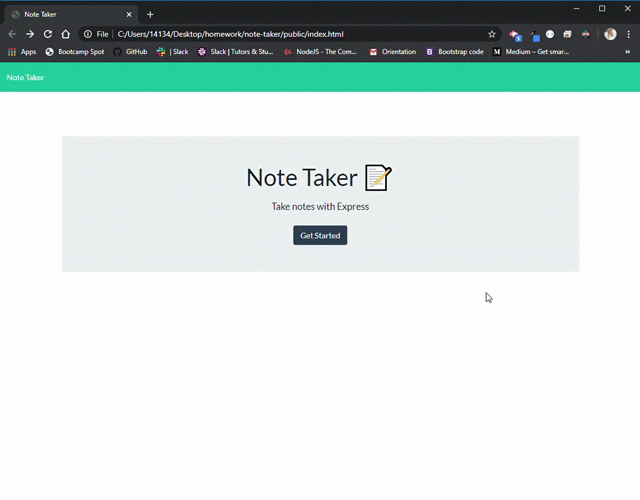 Note Taker
File | C:/Users/14134/Desktop/homework/note-taker/public/index.html
Apps Bootcamp Spot GitHub | Slack Slack | Tutors & Stu... NodeJS - The Com... Orientation Bootstrap code Medium – Get smar... »
Note Taker
Note Taker
Take notes with Express
Get Started